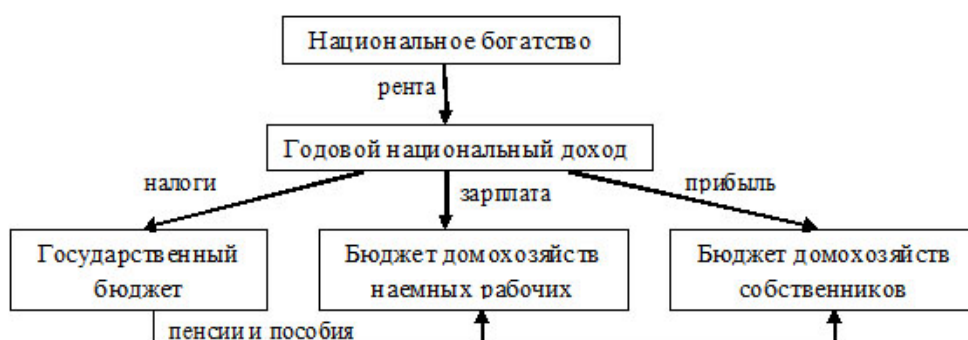 Национальное богатство
рента
Годовой национальный доход
налоги
зарплата
прибыль
Государственный
бюджет
Бюджет домохозяйств
наемных рабочих
Бюджет домохозяйств
собственников
пенсии и пособия